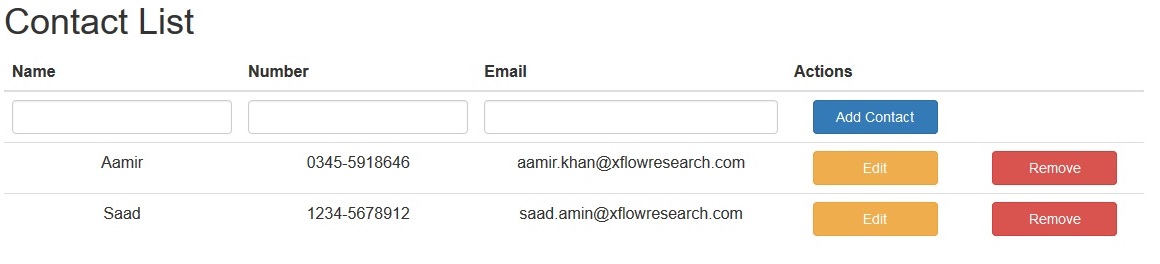 Contact List
Name Number Email Actions
Add Contact
Aamir 0345-5918646 aamir.khan@xflowresearch.com Edit Remove
Saad 1234-5678912 saad.amin@xflowresearch.com Edit Remove